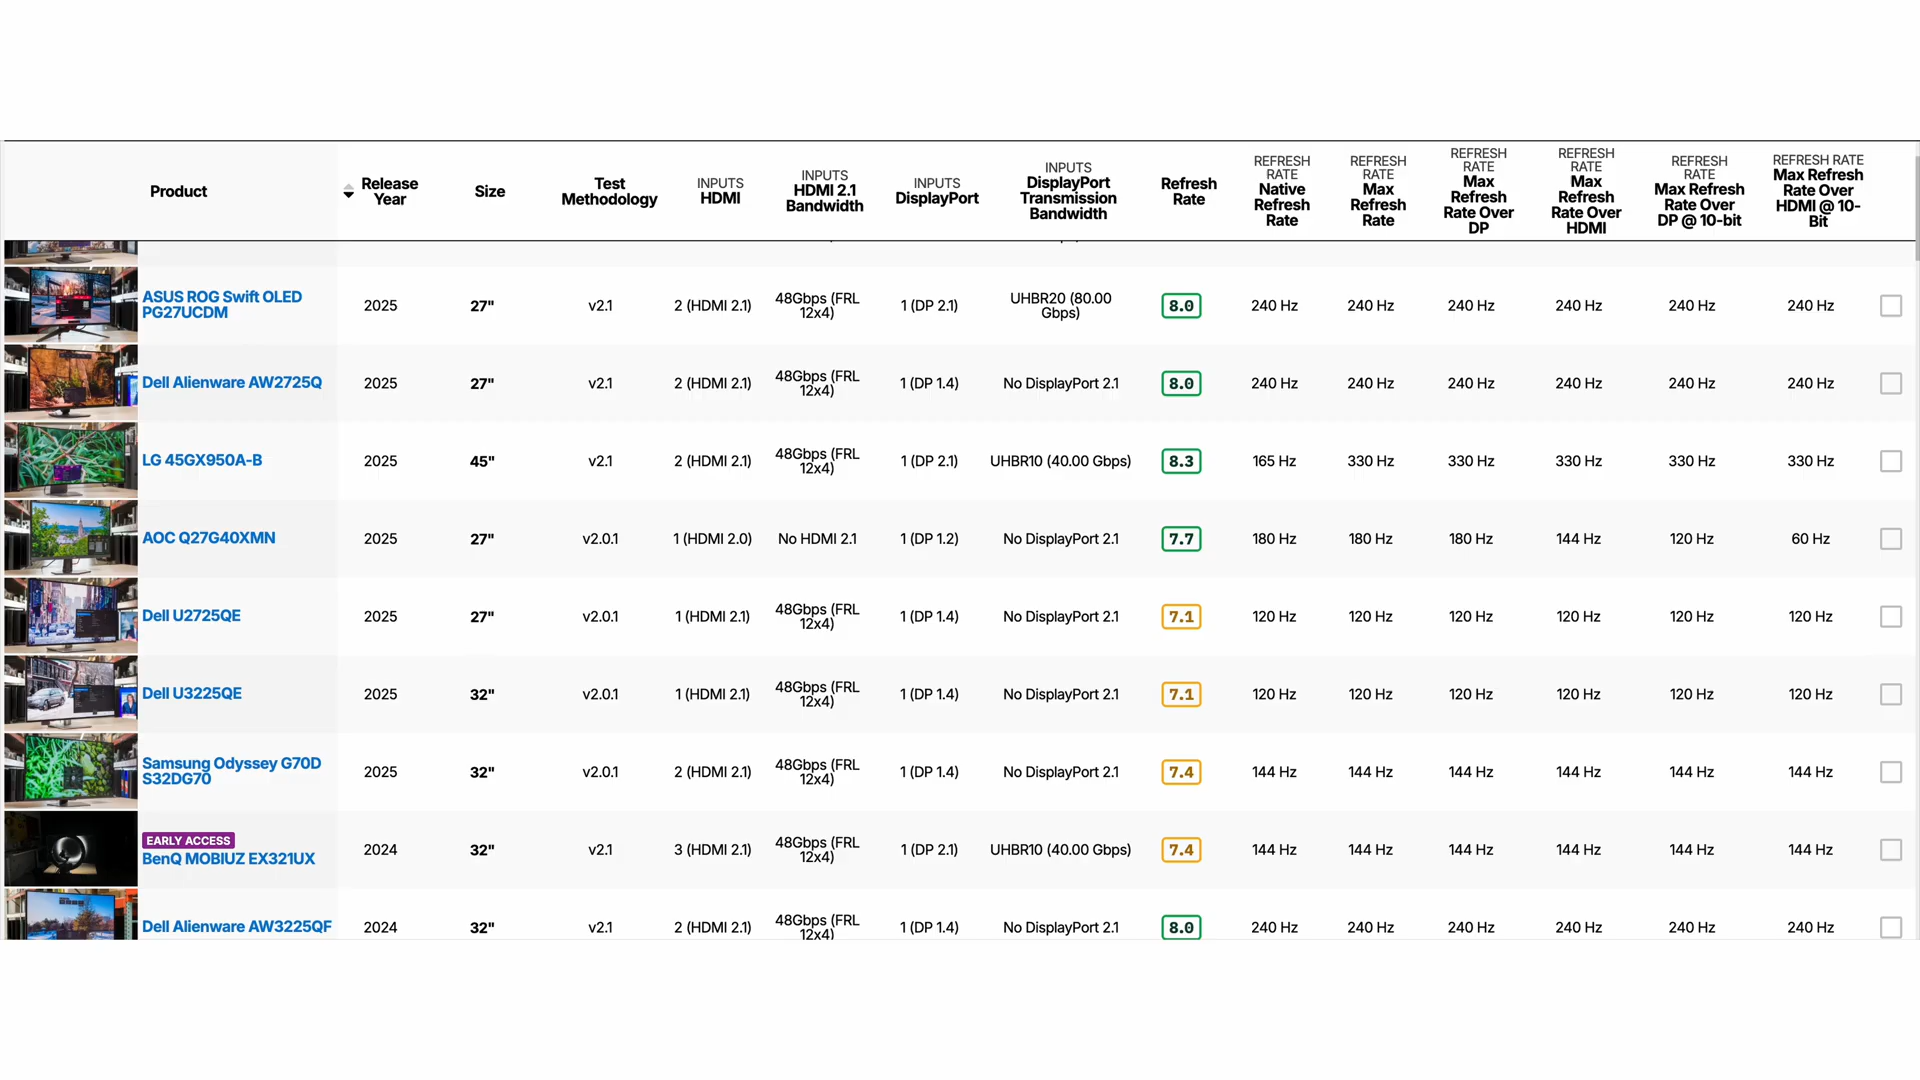 Product
Release
Year
Size
Test
Methodology
INPUTS
HDMI
INPUTS
HDMI 2.1
Bandwidth
INPUTS
DisplayPort
INPUTS
DisplayPort
Transmission
Bandwidth
Refresh
Rate
REFRESH
RATE
Native
Refresh
Rate
REFRESH
RATE
Max
Refresh
Rate
REFRESH
RATE
Max
Refresh
Rate Over
DP
REFRESH
RATE
Max
Refresh
Rate Over
HDMI
REFRESH
RATE
Max Refresh
Rate Over
DP @ 10-bit
REFRESH RATE
Max Refresh
Rate Over
HDMI @ 10-
Bit
ASUS ROG Swift OLED
PG27UCDM
2025 27" v2.1 2 (HDMI 2.1) 48Gbps (FRL
12x4)
1 (DP 2.1) UHBR20 (80.00
Gbps)
8.0 240 Hz 240 Hz 240 Hz 240 Hz 240 Hz 240 Hz
Dell Alienware AW2725Q 2025 27" v2.1 2 (HDMI 2.1) 48Gbps (FRL
12x4)
1 (DP 1.4) No DisplayPort 2.1 8.0 240 Hz 240 Hz 240 Hz 240 Hz 240 Hz 240 Hz
LG 45GX950A-B 2025 45" v2.1 2 (HDMI 2.1) 48Gbps (FRL
12x4)
1 (DP 2.1) UHBR10 (40.00 Gbps) 8.3 165 Hz 330 Hz 330 Hz 330 Hz 330 Hz 330 Hz
AOC Q27G40XMN 2025 27" v2.0.1 1 (HDMI 2.0) No HDMI 2.1 1 (DP 1.2) No DisplayPort 2.1 7.7 180 Hz 180 Hz 180 Hz 144 Hz 120 Hz 60 Hz
Dell U2725QE 2025 27" v2.0.1 1 (HDMI 2.1) 48Gbps (FRL
12x4)
1 (DP 1.4) No DisplayPort 2.1 7.1 120 Hz 120 Hz 120 Hz 120 Hz 120 Hz 120 Hz
Dell U3225QE 2025 32" v2.0.1 1 (HDMI 2.1) 48Gbps (FRL
12x4)
1 (DP 1.4) No DisplayPort 2.1 7.1 120 Hz 120 Hz 120 Hz 120 Hz 120 Hz 120 Hz
Samsung Odyssey G70D
S32DG70
2025 32" v2.0.1 2 (HDMI 2.1) 48Gbps (FRL
12x4)
1 (DP 1.4) No DisplayPort 2.1 7.4 144 Hz 144 Hz 144 Hz 144 Hz 144 Hz 144 Hz
EARLY ACCESS
BenQ MOBIUZ EX321UX 2024 32" v2.1 3 (HDMI 2.1) 48Gbps (FRL
12x4)
1 (DP 2.1) UHBR10 (40.00 Gbps) 7.4 144 Hz 144 Hz 144 Hz 144 Hz 144 Hz 144 Hz
Dell Alienware AW3225QF 2024 32" v2.1 2 (HDMI 2.1) 48Gbps (FRL
12x4)
1 (DP 1.4) No DisplayPort 2.1 8.0 240 Hz 240 Hz 240 Hz 240 Hz 240 Hz 240 Hz